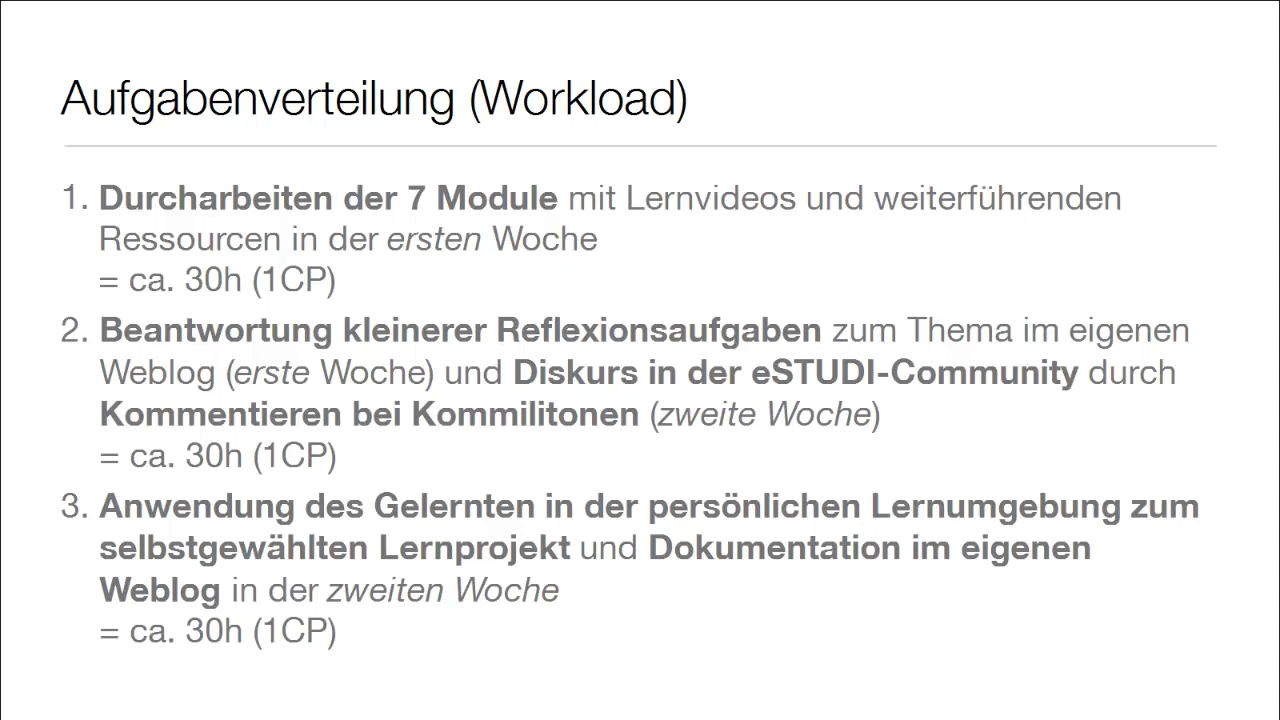 Aufgabenverteilung (Workload)
1. Durcharbeiten der 7 Module mit Lernvideos und weiterführenden
Ressourcen in der ersten Woche
= ca. 30h (1CP)
2. Beantwortung kleinerer Reflexionsaufgaben zum Thema im eigenen
Weblog (erste Woche) und Diskurs in der eSTUDI-Community durch
Kommentieren bei Kommilitonen (zweite Woche)
= ca. 30h (1CP)
3. Anwendung des Gelernten in der persönlichen Lernumgebung zum
selbstgewählten Lernprojekt und Dokumentation im eigenen
Weblog in der zweiten Woche
= ca. 30h (1CP)